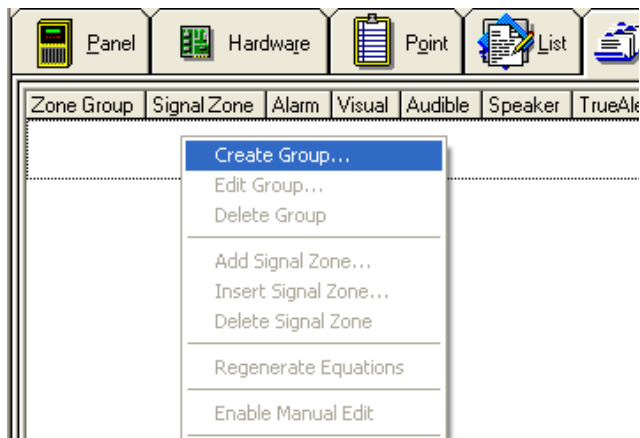 Panel Hardware Point List
Zone Group Signal Zone Alarm Visual Audible Speaker TrueAle
Create Group...
Edit Group...
Delete Group
Add Signal Zone...
Insert Signal Zone...
Delete Signal Zone
Regenerate Equations
Enable Manual Edit